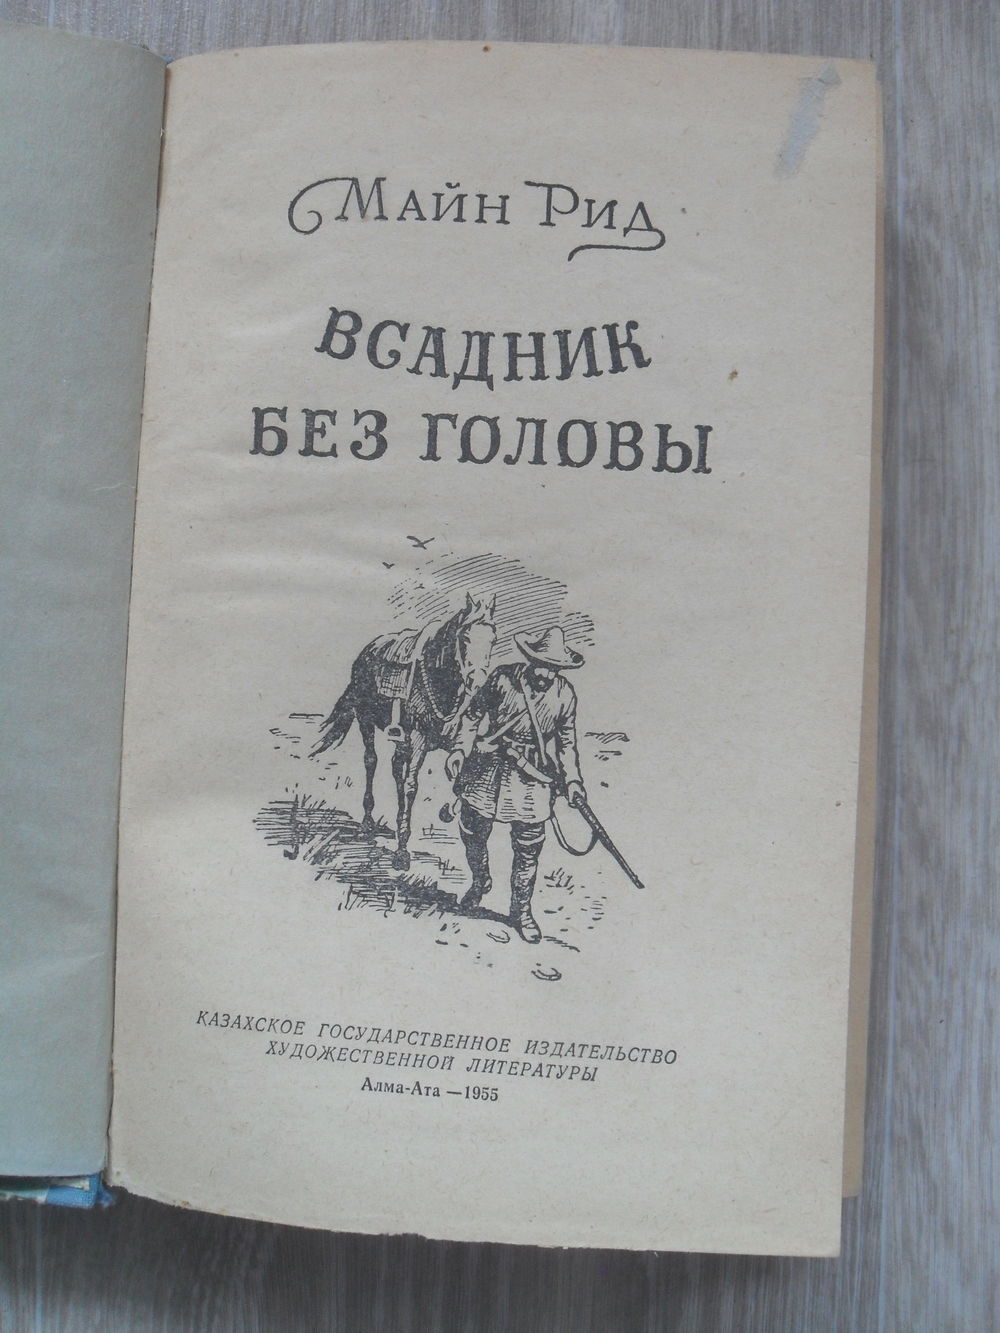 Майн Рид
ВСАДНИК
БЕЗ ГОЛОВЫ
КАЗАХСКОЕ ГОСУДАРСТВЕННОЕ ИЗДАТЕЛЬСТВО
ХУДОЖЕСТВЕННОЙ ЛИТЕРАТУРЫ
Алма-Ата —1955